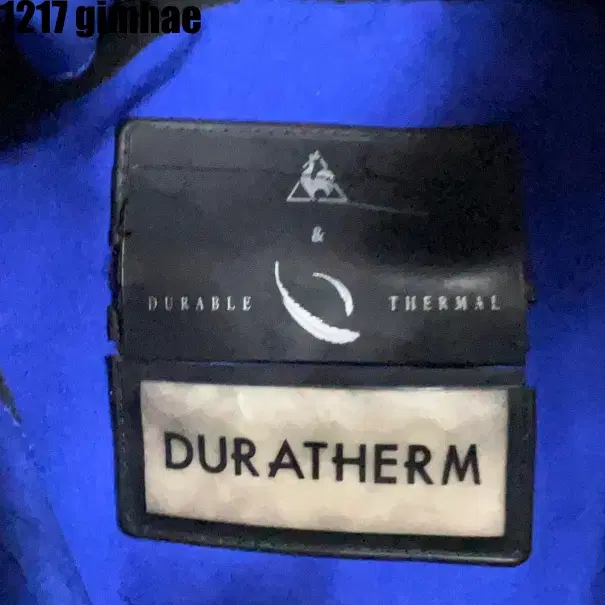 1217 gimhae
&
DURABLE THERMAL
DURATHERM